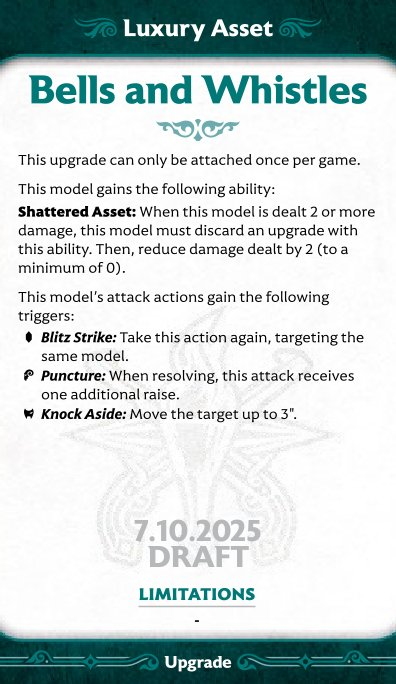 Luxury Asset
Bells and Whistles
This upgrade can only be attached once per game.
This model gains the following ability:
Shattered Asset: When this model is dealt 2 or more
damage, this model must discard an upgrade with
this ability. Then, reduce damage dealt by 2 (to a
minimum of 0).
This model's attack actions gain the following
triggers:
Blitz Strike: Take this action again, targeting the
same model.
Puncture: When resolving, this attack receives
one additional raise.
Knock Aside: Move the target up to 3".
7.10.2025
DRAFT
LIMITATIONS
-
Upgrade